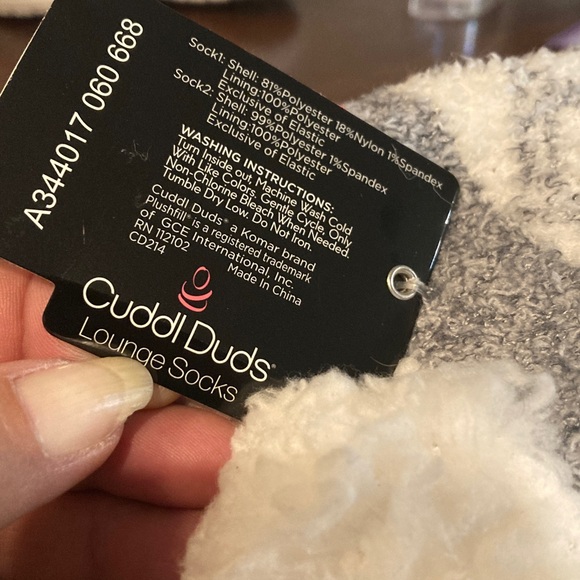 A344017 060 668
Sock1: Shell: 81%Polyester 18%Nylon 1%Spandex
Lining:100%Polyester
Exclusive of Elastic
Sock2: Shell: 99%Polyester 1%Spandex
Lining:100%Polyester
Exclusive of Elastic
WASHING INSTRUCTIONS:
Turn Inside out, Machine Wash Cold
With Like Colors, Gentle Cycle, Only
Non-Chlorine Bleach When Needed.
Tumble Dry Low. Do Not Iron.
Cuddl Duds® a Komar brand
Plushfill® is a registered trademark
of GCE International, Inc.
RN 112102
CD214
Made In China
Cuddl Duds®
Lounge Socks